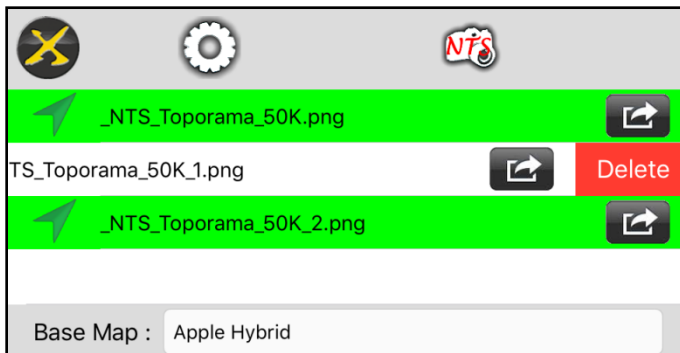 NTS
_NTS_Toporama_50K.png
TS_Toporama_50K_1.png
Delete
_NTS_Toporama_50K_2.png
Base Map :
Apple Hybrid